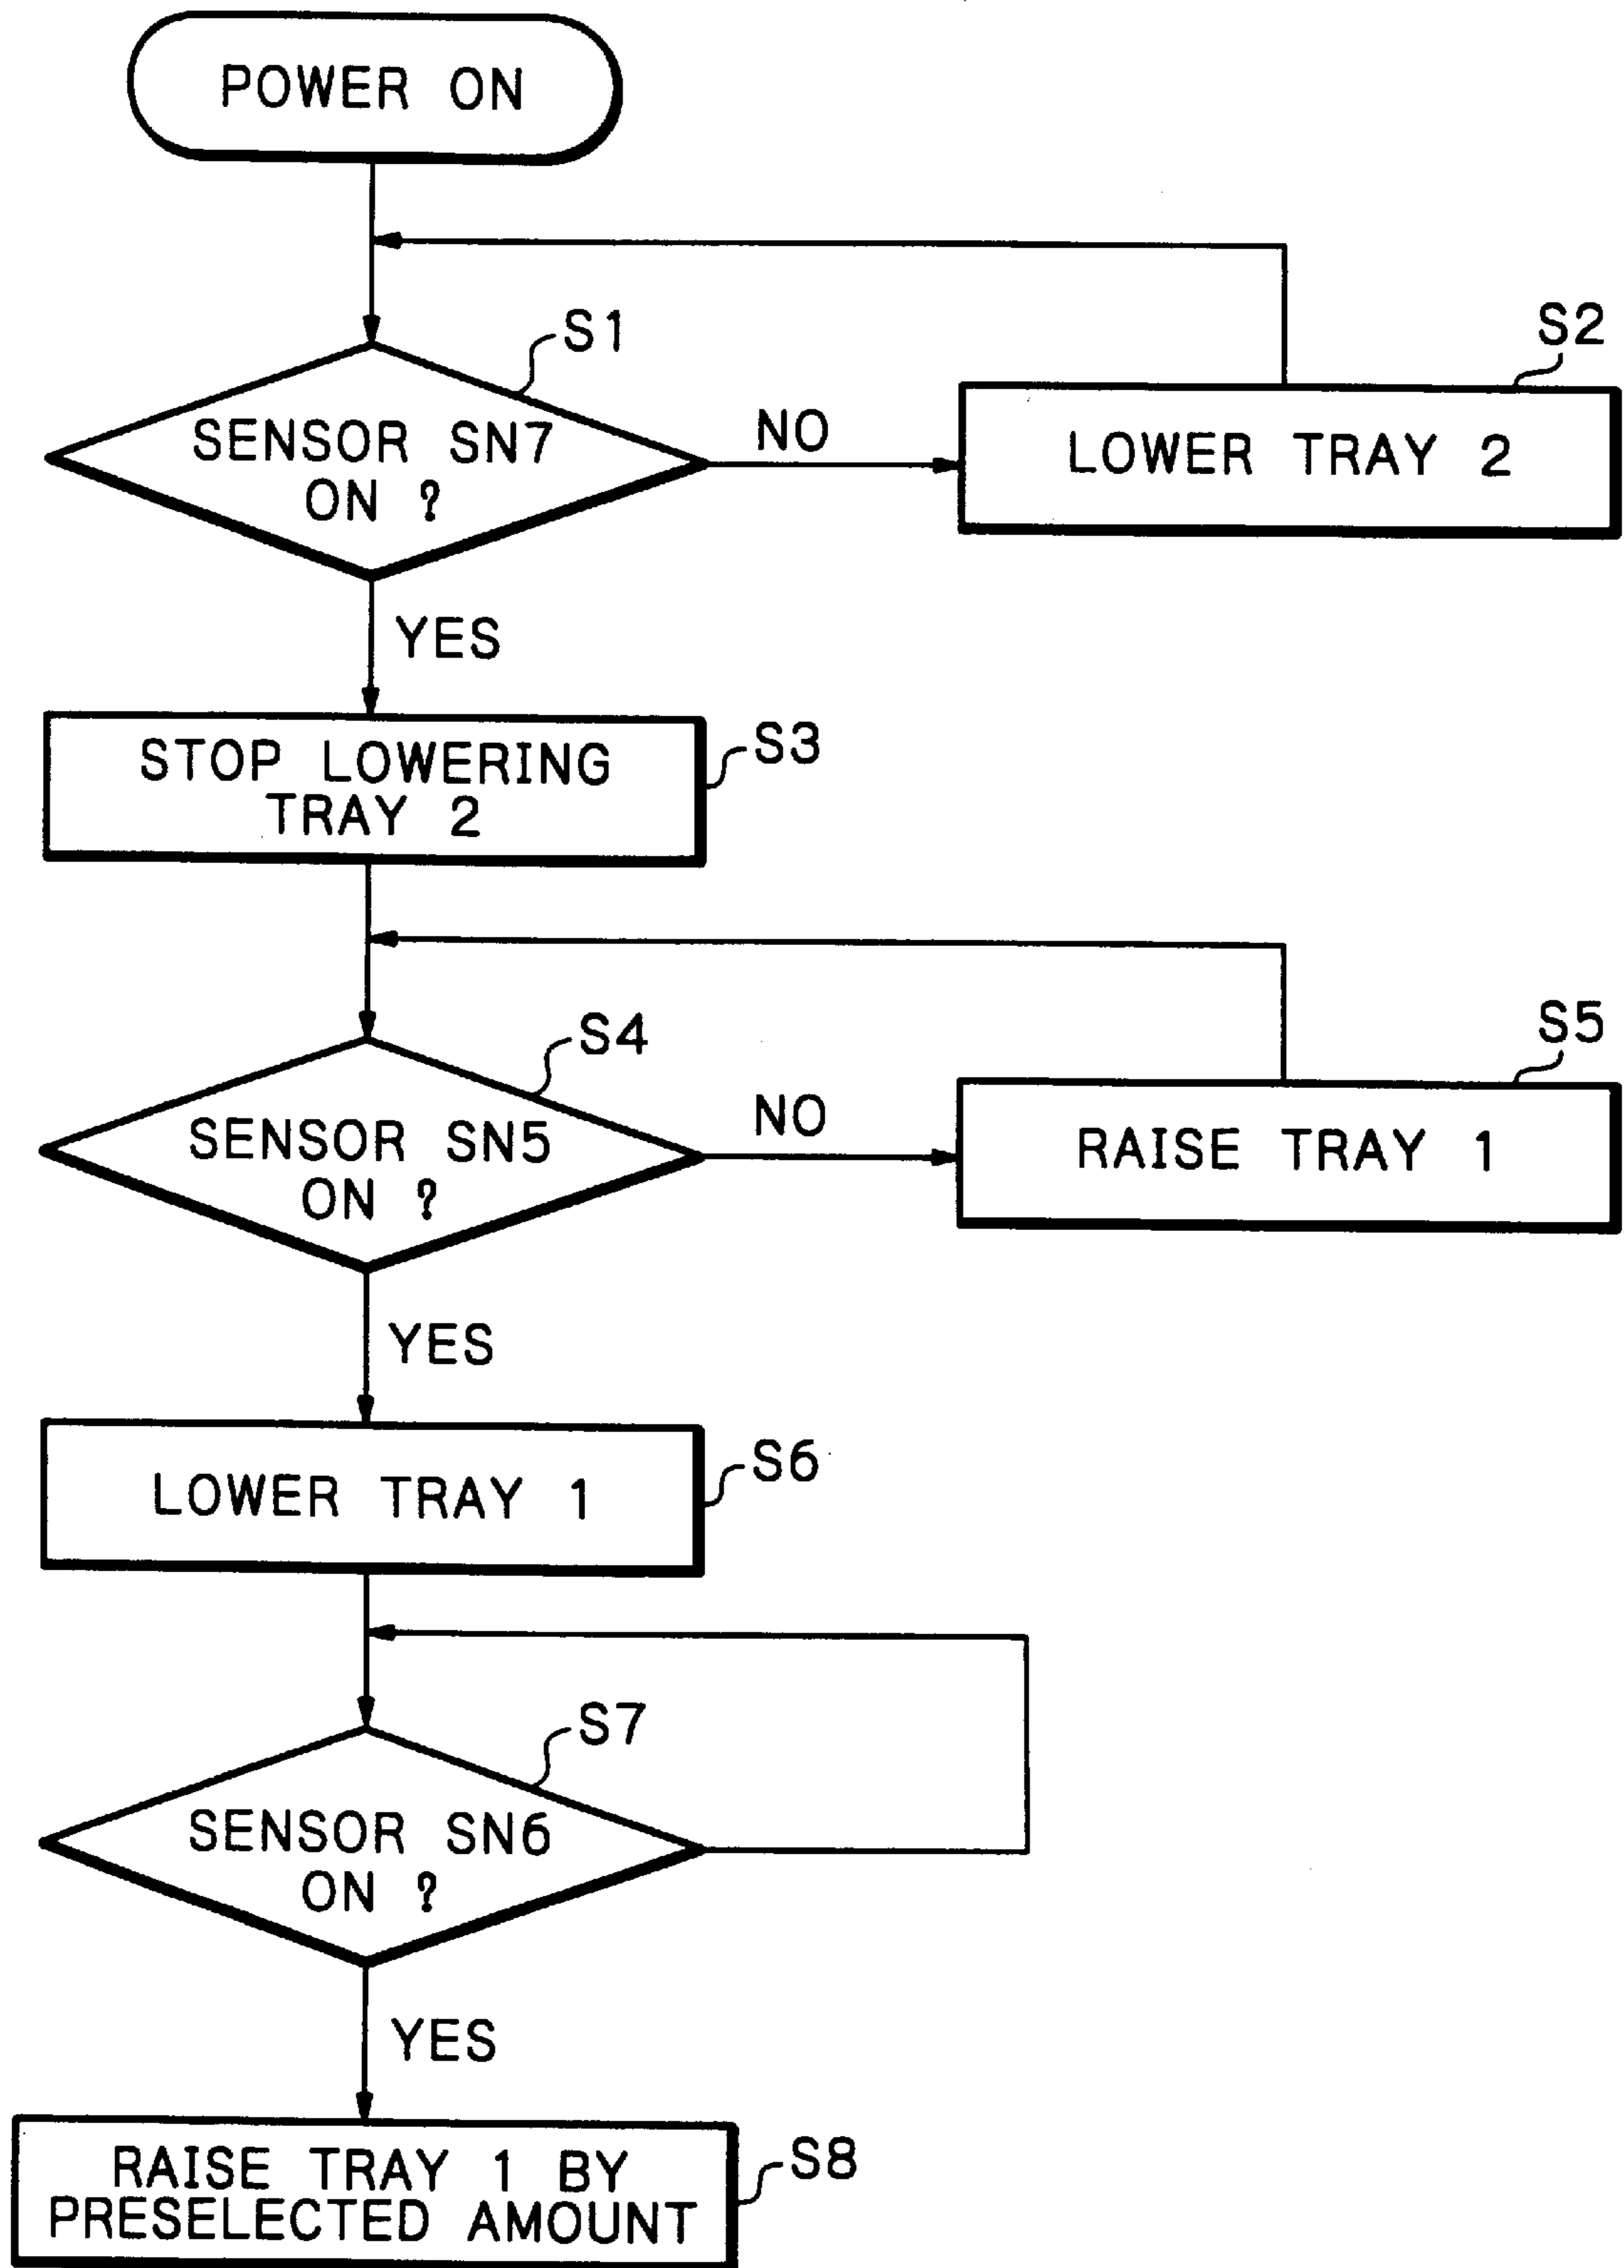 POWER ON
S1
SENSOR SN7
ON ?
NO
S2
LOWER TRAY 2
YES
STOP LOWERING
TRAY 2
S3
S4
SENSOR SN5
ON ?
NO
S5
RAISE TRAY 1
YES
LOWER TRAY 1
S6
S7
SENSOR SN6
ON ?
YES
RAISE TRAY 1 BY
PRESELECTED AMOUNT
S8